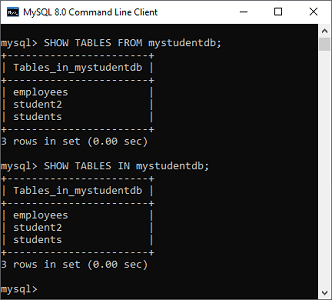 MySQL 8.0 Command Line Client
mysql> SHOW TABLES FROM mystudentdb;
+-----------------------+
| Tables_in_mystudentdb |
+-----------------------+
| employees             |
| student2              |
| students              |
+-----------------------+
3 rows in set (0.00 sec)
mysql> SHOW TABLES IN mystudentdb;
+-----------------------+
| Tables_in_mystudentdb |
+-----------------------+
| employees             |
| student2              |
| students              |
+-----------------------+
3 rows in set (0.00 sec)
mysql>